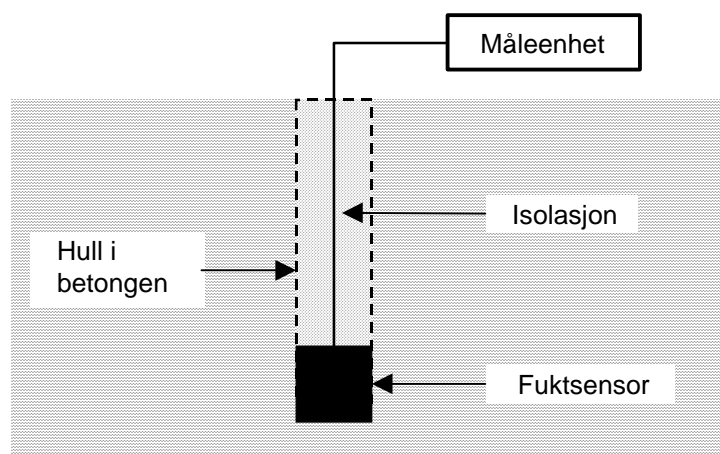 Måleenhet
Isolasjon
Hull i
betongen
Fuktsensor